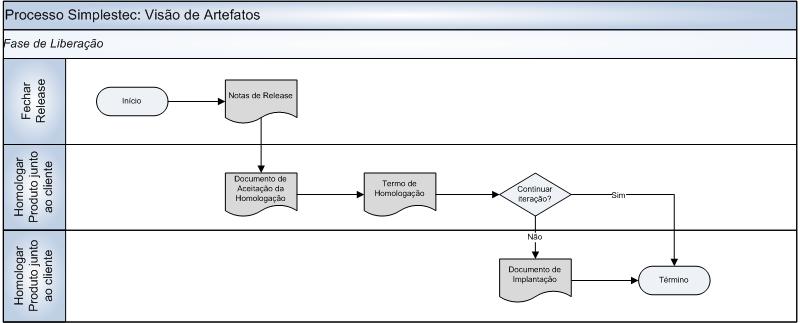 Processo Simplestec: Visão de Artefatos
Fase de Liberação
Fechar
Release
Início
Notas de Release
Homologar
Produto junto
ao cliente
Documento de
Aceitação da
Homologação
Termo de
Homologação
Continuar
iteração?
Sim
Não
Homologar
Produto junto
ao cliente
Documento de
Implantação
Término